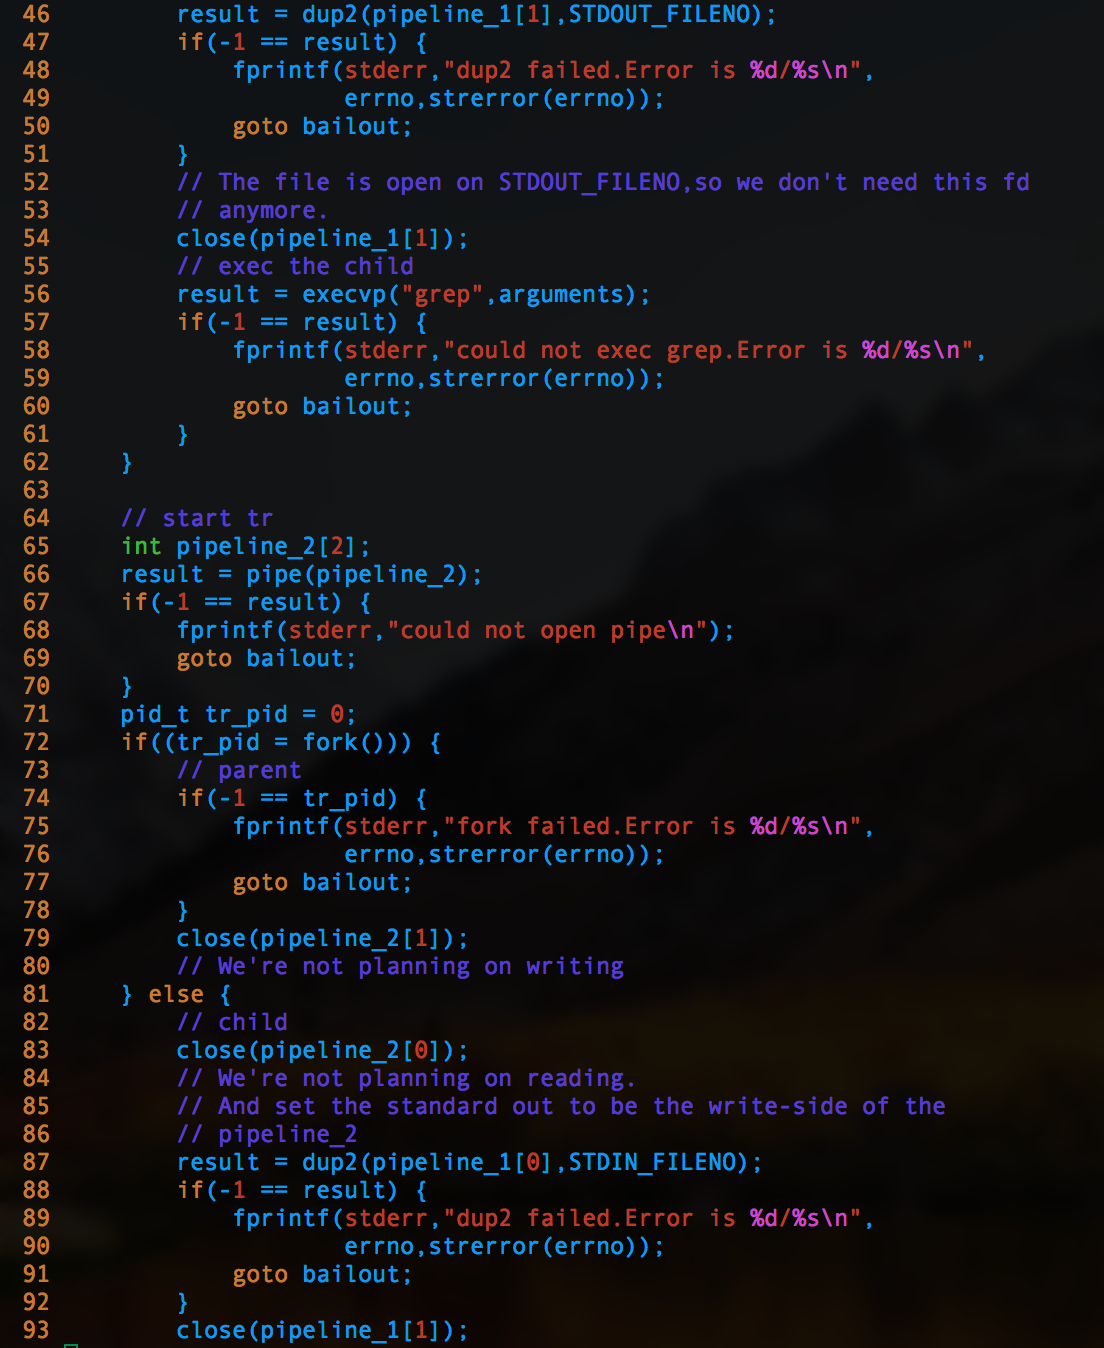 46         result = dup2(pipeline_1[1],STDOUT_FILENO);
47         if(-1 == result) {
48             fprintf(stderr,"dup2 failed.Error is %d/%s\n",
49                     errno,strerror(errno));
50             goto bailout;
51         }
52         // The file is open on STDOUT_FILENO,so we don't need this fd
53         // anymore.
54         close(pipeline_1[1]);
55         // exec the child
56         result = execvp("grep",arguments);
57         if(-1 == result) {
58             fprintf(stderr,"could not exec grep.Error is %d/%s\n",
59                     errno,strerror(errno));
60             goto bailout;
61         }
62     }
63
64     // start tr
65     int pipeline_2[2];
66     result = pipe(pipeline_2);
67     if(-1 == result) {
68         fprintf(stderr,"could not open pipe\n");
69         goto bailout;
70     }
71     pid_t tr_pid = 0;
72     if((tr_pid = fork())) {
73         // parent
74         if(-1 == tr_pid) {
75             fprintf(stderr,"fork failed.Error is %d/%s\n",
76                     errno,strerror(errno));
77             goto bailout;
78         }
79         close(pipeline_2[1]);
80         // We're not planning on writing
81     } else {
82         // child
83         close(pipeline_2[0]);
84         // We're not planning on reading.
85         // And set the standard out to be the write-side of the
86         // pipeline_2
87         result = dup2(pipeline_1[0],STDIN_FILENO);
88         if(-1 == result) {
89             fprintf(stderr,"dup2 failed.Error is %d/%s\n",
90                     errno,strerror(errno));
91             goto bailout;
92         }
93         close(pipeline_1[1]);